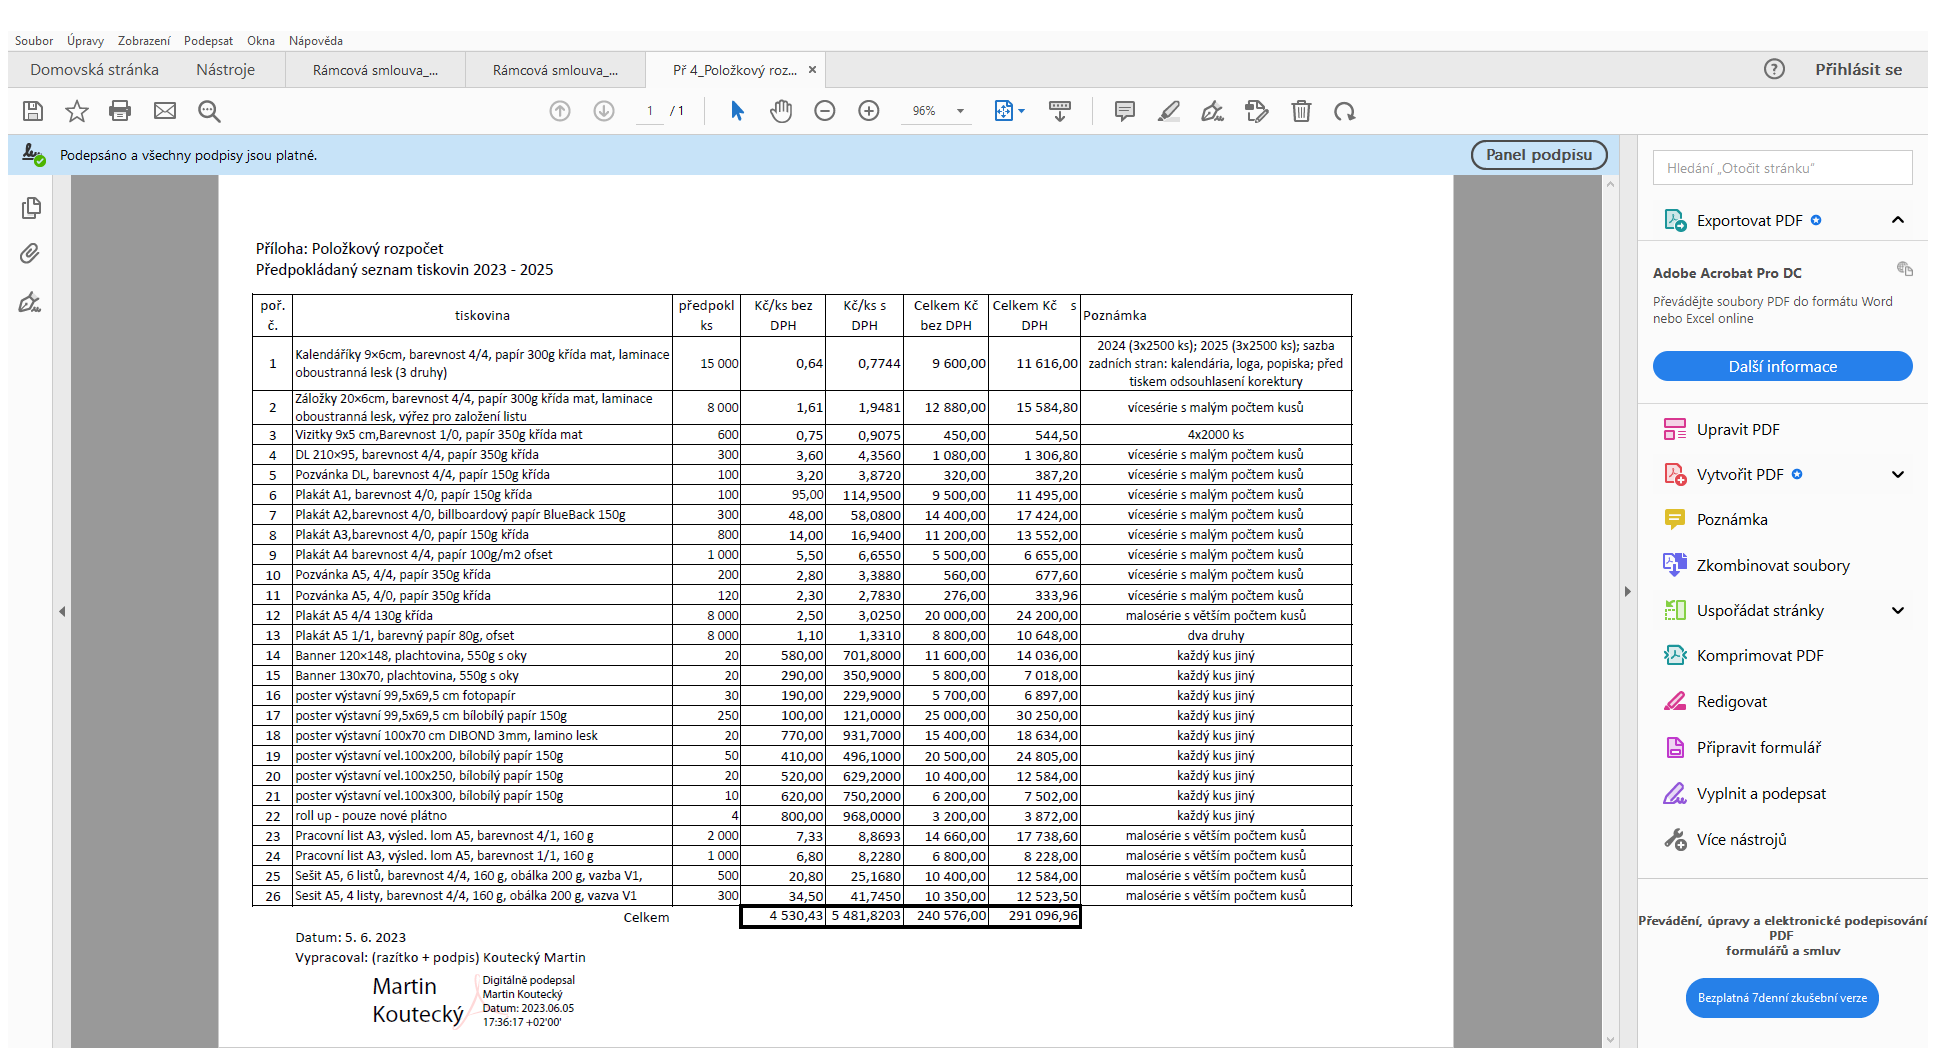 Soubor Úpravy Zobrazení Podepsat Okna Nápověda
Domovská stránka Nástroje Rámcová smlouva_... Rámcová smlouva_... Př 4_Položkový roz... × ? Přihlásit se
1 / 1 96%
Podepsáno a všechny podpisy jsou platné. Panel podpisu
Hledání „Otočit stránku"
Exportovat PDF
Adobe Acrobat Pro DC
Převádějte soubory PDF do formátu Word
nebo Excel online
Další informace
Upravit PDF
Vytvořit PDF
Poznámka
Zkombinovat soubory
Uspořádat stránky
Komprimovat PDF
Redigovat
Připravit formulář
Vyplnit a podepsat
Více nástrojů
Převádění, úpravy a elektronické podepisování
PDF
formulářů a smluv
Bezplatná 7denní zkušební verze
Příloha: Položkový rozpočet
Předpokládaný seznam tiskovin 2023 - 2025
poř. č. tiskovina předpokl ks Kč/ks bez DPH Kč/ks s DPH Celkem Kč bez DPH Celkem Kč s DPH Poznámka
1 Kalendáříky 9×6cm, barevnost 4/4, papír 300g křída mat, laminace oboustranná lesk (3 druhy) 15 000 0,64 0,7744 9 600,00 11 616,00 2024 (3x2500 ks); 2025 (3x2500 ks); sazba zadních stran: kalendária, loga, popiska; před tiskem odsouhlasení korektury
2 Záložky 20×6cm, barevnost 4/4, papír 300g křída mat, laminace oboustranná lesk, výřez pro založení listu 8 000 1,61 1,9481 12 880,00 15 584,80 vícesérie s malým počtem kusů
3 Vizitky 9x5 cm,Barevnost 1/0, papír 350g křída mat 600 0,75 0,9075 450,00 544,50 4x2000 ks
4 DL 210×95, barevnost 4/4, papír 350g křída 300 3,60 4,3560 1 080,00 1 306,80 vícesérie s malým počtem kusů
5 Pozvánka DL, barevnost 4/4, papír 150g křída 100 3,20 3,8720 320,00 387,20 vícesérie s malým počtem kusů
6 Plakát A1, barevnost 4/0, papír 150g křída 100 95,00 114,9500 9 500,00 11 495,00 vícesérie s malým počtem kusů
7 Plakát A2,barevnost 4/0, billboardový papír BlueBack 150g 300 48,00 58,0800 14 400,00 17 424,00 vícesérie s malým počtem kusů
8 Plakát A3,barevnost 4/0, papír 150g křída 800 14,00 16,9400 11 200,00 13 552,00 vícesérie s malým počtem kusů
9 Plakát A4 barevnost 4/4, papír 100g/m2 ofset 1 000 5,50 6,6550 5 500,00 6 655,00 vícesérie s malým počtem kusů
10 Pozvánka A5, 4/4, papír 350g křída 200 2,80 3,3880 560,00 677,60 vícesérie s malým počtem kusů
11 Pozvánka A5, 4/0, papír 350g křída 120 2,30 2,7830 276,00 333,96 vícesérie s malým počtem kusů
12 Plakát A5 4/4 130g křída 8 000 2,50 3,0250 20 000,00 24 200,00 malosérie s větším počtem kusů
13 Plakát A5 1/1, barevný papír 80g, ofset 8 000 1,10 1,3310 8 800,00 10 648,00 dva druhy
14 Banner 120×148, plachtovina, 550g s oky 20 580,00 701,8000 11 600,00 14 036,00 každý kus jiný
15 Banner 130x70, plachtovina, 550g s oky 20 290,00 350,9000 5 800,00 7 018,00 každý kus jiný
16 poster výstavní 99,5x69,5 cm fotopapír 30 190,00 229,9000 5 700,00 6 897,00 každý kus jiný
17 poster výstavní 99,5x69,5 cm bílobílý papír 150g 250 100,00 121,0000 25 000,00 30 250,00 každý kus jiný
18 poster výstavní 100x70 cm DIBOND 3mm, lamino lesk 20 770,00 931,7000 15 400,00 18 634,00 každý kus jiný
19 poster výstavní vel.100x200, bílobílý papír 150g 50 410,00 496,1000 20 500,00 24 805,00 každý kus jiný
20 poster výstavní vel.100x250, bílobílý papír 150g 20 520,00 629,2000 10 400,00 12 584,00 každý kus jiný
21 poster výstavní vel.100x300, bílobílý papír 150g 10 620,00 750,2000 6 200,00 7 502,00 každý kus jiný
22 roll up - pouze nové plátno 4 800,00 968,0000 3 200,00 3 872,00 každý kus jiný
23 Pracovní list A3, výsled. lom A5, barevnost 4/1, 160 g 2 000 7,33 8,8693 14 660,00 17 738,60 malosérie s větším počtem kusů
24 Pracovní list A3, výsled. lom A5, barevnost 1/1, 160 g 1 000 6,80 8,2280 6 800,00 8 228,00 malosérie s větším počtem kusů
25 Sešit A5, 6 listů, barevnost 4/4, 160 g, obálka 200 g, vazba V1, 500 20,80 25,1680 10 400,00 12 584,00 malosérie s větším počtem kusů
26 Sesit A5, 4 listy, barevnost 4/4, 160 g, obálka 200 g, vazva V1 300 34,50 41,7450 10 350,00 12 523,50 malosérie s větším počtem kusů
Celkem 4 530,43 5 481,8203 240 576,00 291 096,96
Datum: 5. 6. 2023
Vypracoval: (razítko + podpis) Koutecký Martin
Martin
Koutecký
Digitálně podepsal
Martin Koutecký
Datum: 2023.06.05
17:36:17 +02'00'